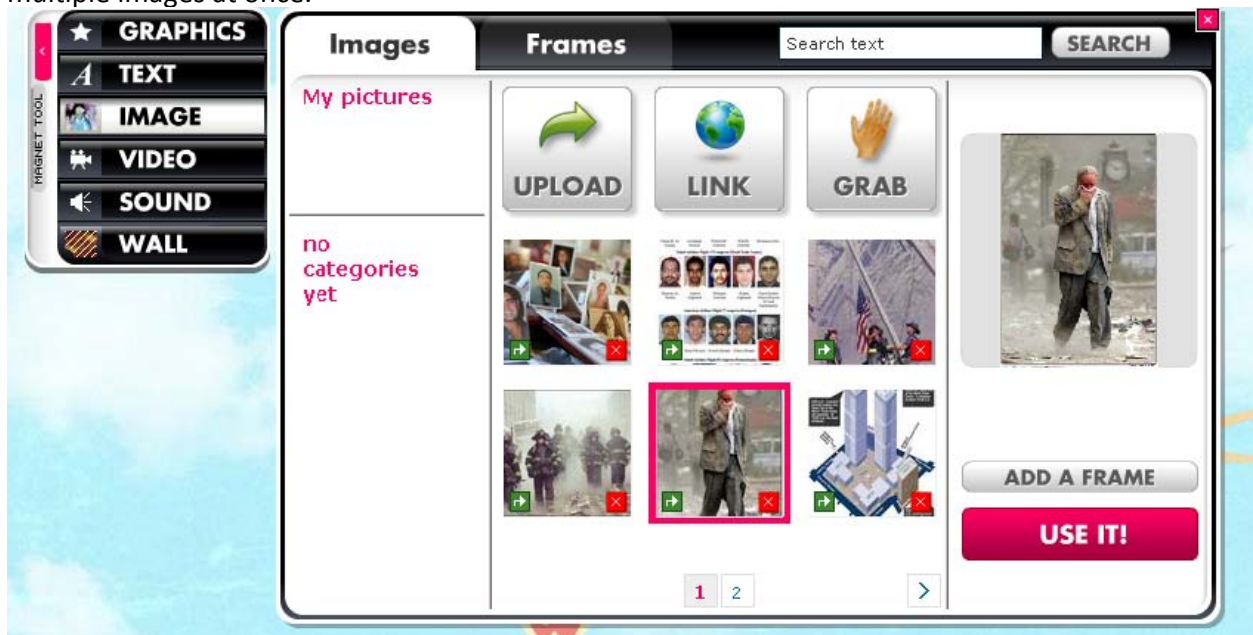 multiple images at once.
GRAPHICS
A TEXT
IMAGE
VIDEO
SOUND
WALL
MAGNET TOOL
Images
Frames
Search text
SEARCH
My pictures
no
categories
yet
UPLOAD
LINK
GRAB
ADD A FRAME
USE IT!
1 2 >